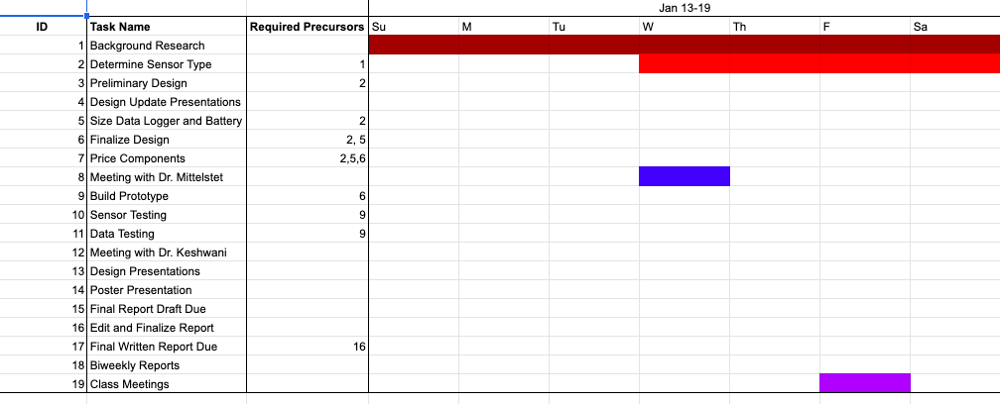 Jan 13-19
ID Task Name Required Precursors Su M Tu W Th F Sa
1 Background Research
2 Determine Sensor Type 1
3 Preliminary Design 2
4 Design Update Presentations
5 Size Data Logger and Battery 2
6 Finalize Design 2, 5
7 Price Components 2,5,6
8 Meeting with Dr. Mittelstet
9 Build Prototype 6
10 Sensor Testing 9
11 Data Testing 9
12 Meeting with Dr. Keshwani
13 Design Presentations
14 Poster Presentation
15 Final Report Draft Due
16 Edit and Finalize Report
17 Final Written Report Due 16
18 Biweekly Reports
19 Class Meetings